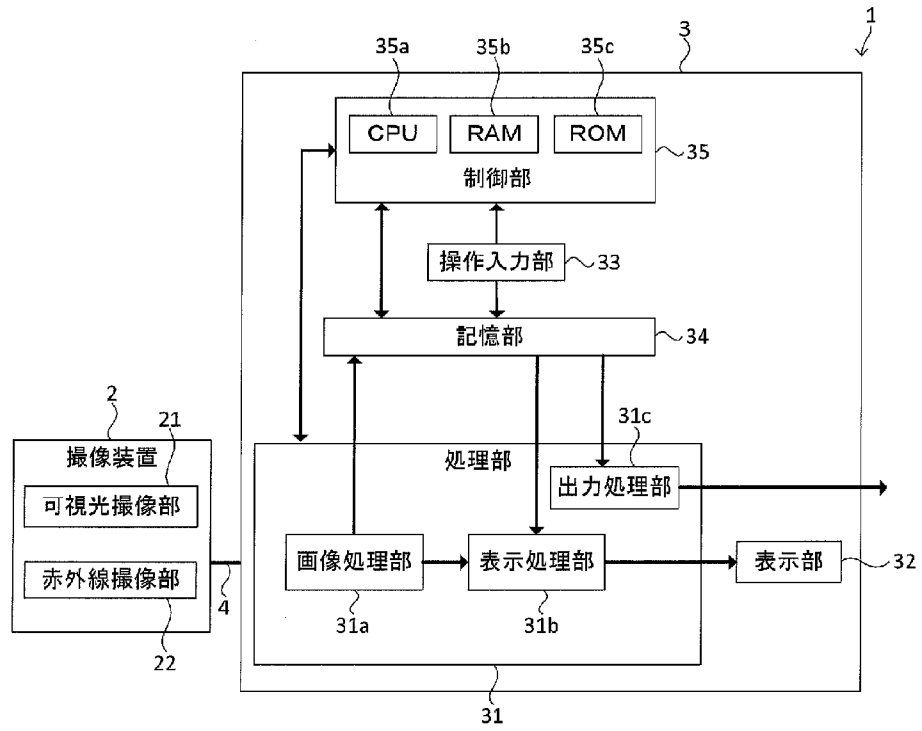 1
3
35a
35b
35c
CPU
RAM
ROM
35
制御部
操作入力部
33
記憶部
34
2
21
撮像装置
可視光撮像部
赤外線撮像部
22
4
処理部
31c
出力処理部
画像処理部
表示処理部
表示部
32
31a
31b
31